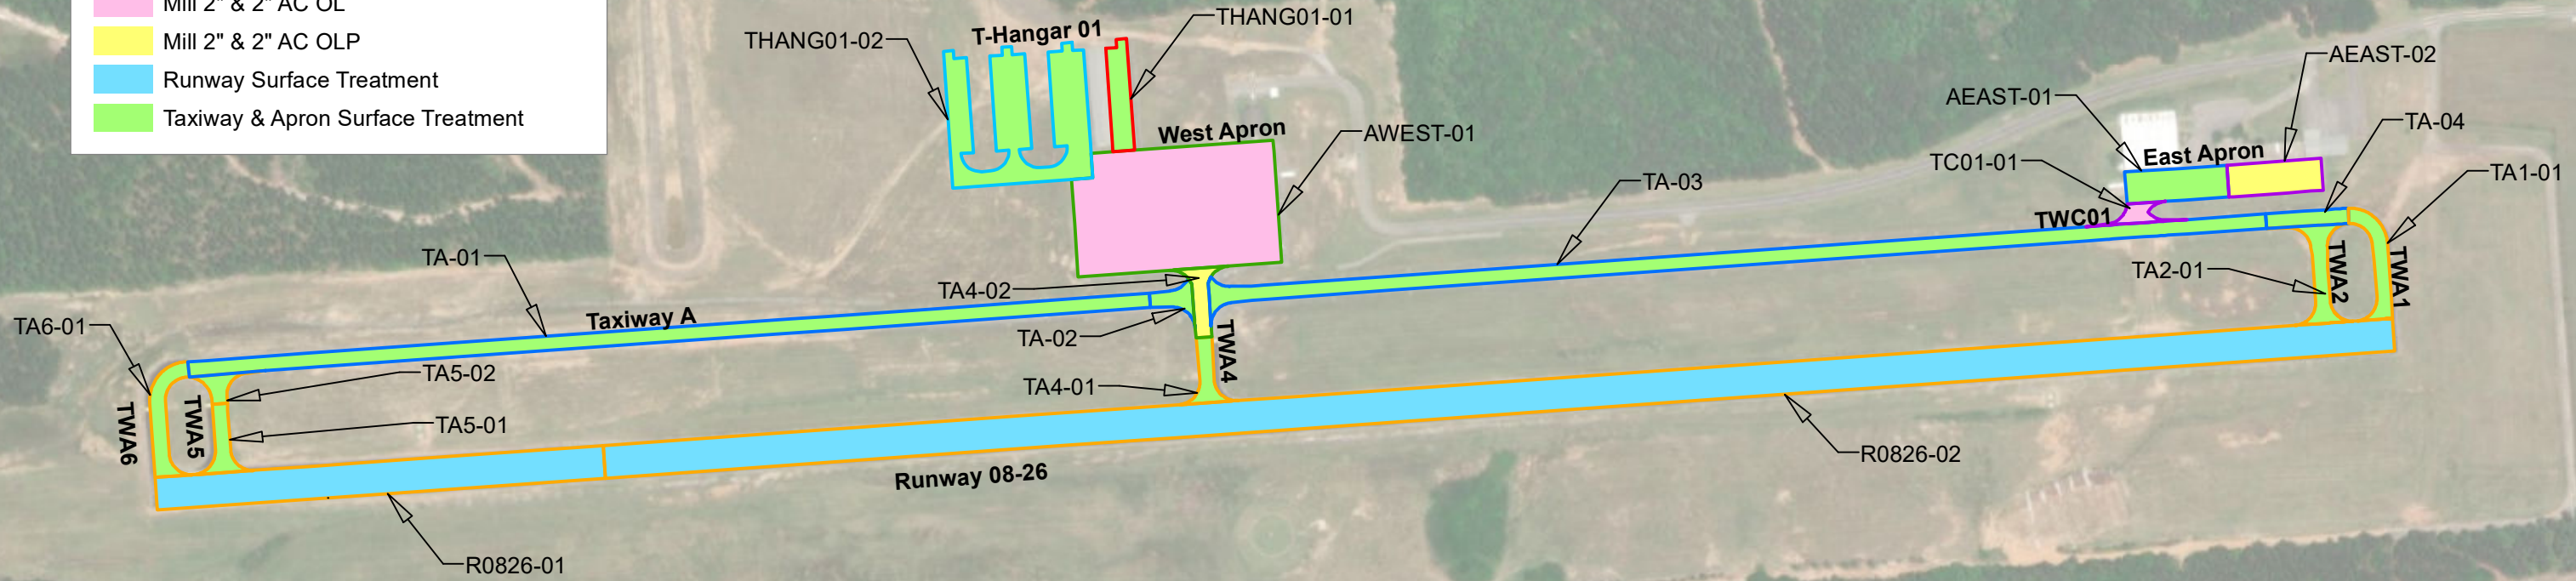 Mill 2" & 2" AC OL
Mill 2" & 2" AC OLP
Runway Surface Treatment
Taxiway & Apron Surface Treatment
THANG01-02
T-Hangar 01
THANG01-01
West Apron
AWEST-01
AEAST-02
AEAST-01
TA-04
East Apron
TC01-01
TA1-01
TWC01
TA-03
TA-01
TA4-02
TA2-01
TWA2
TWA1
Taxiway A
TA6-01
TA-02
TWA4
TA5-02
TA4-01
TWA6
TWA5
TA5-01
R0826-02
Runway 08-26
R0826-01